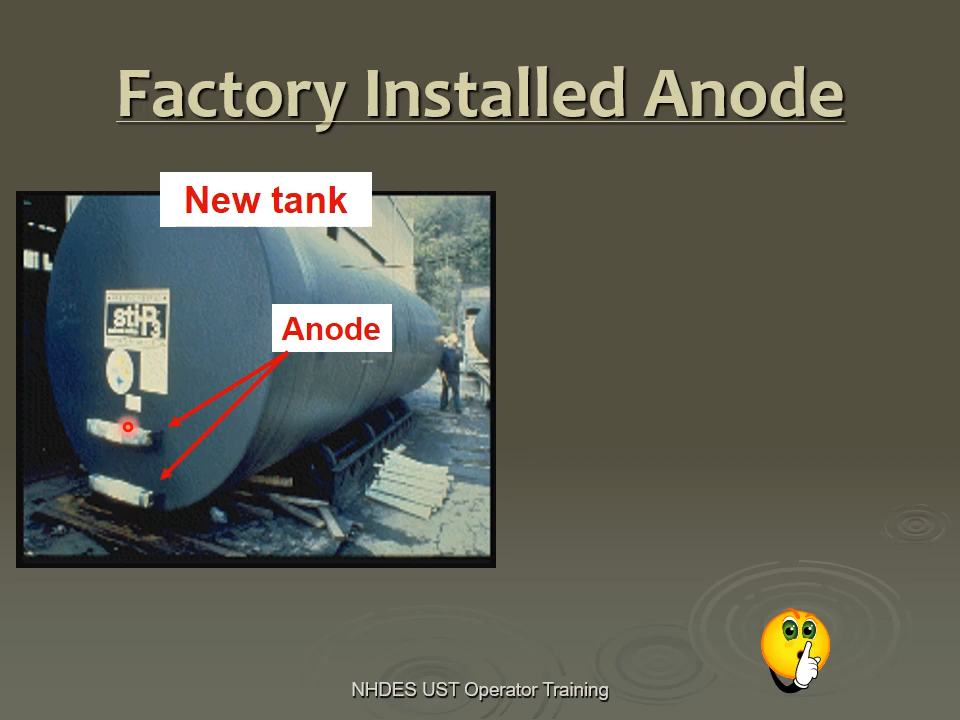 Factory Installed Anode
New tank
sti-P3
Anode
NHDES UST Operator Training